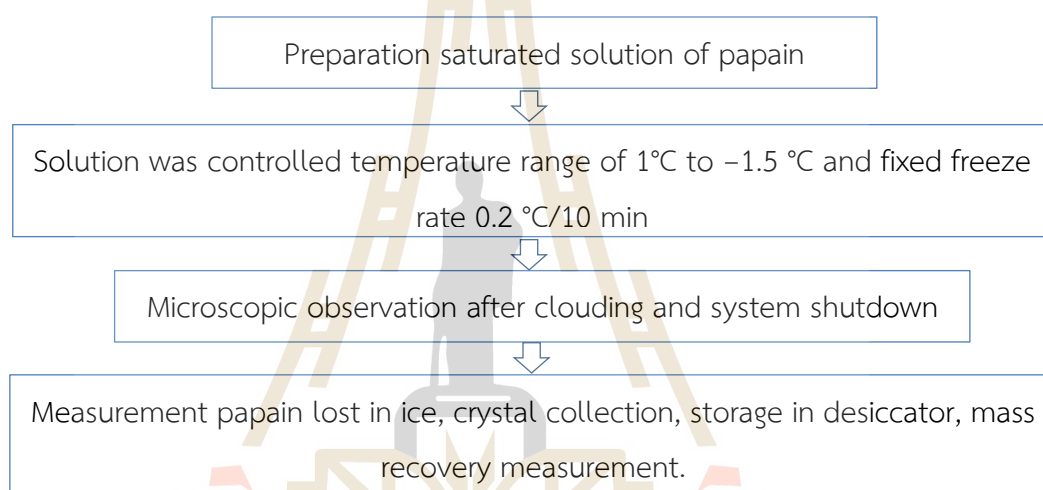 Preparation saturated solution of papain
Solution was controlled temperature range of 1°C to –1.5 °C and fixed freeze
rate 0.2 °C/10 min
Microscopic observation after clouding and system shutdown
Measurement papain lost in ice, crystal collection, storage in desiccator, mass
recovery measurement.